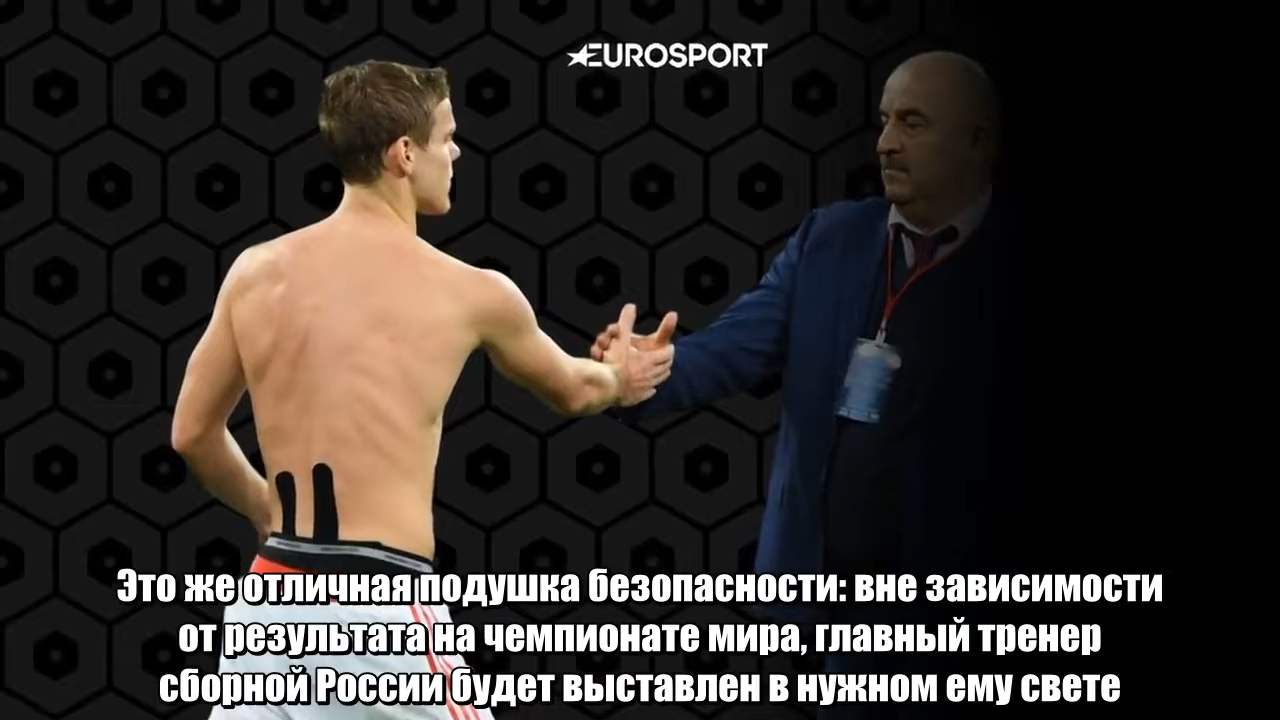 EUROSPORT
Это же отличная подушка безопасности: вне зависимости
от результата на чемпионате мира, главный тренер
сборной России будет выставлен в нужном ему свете